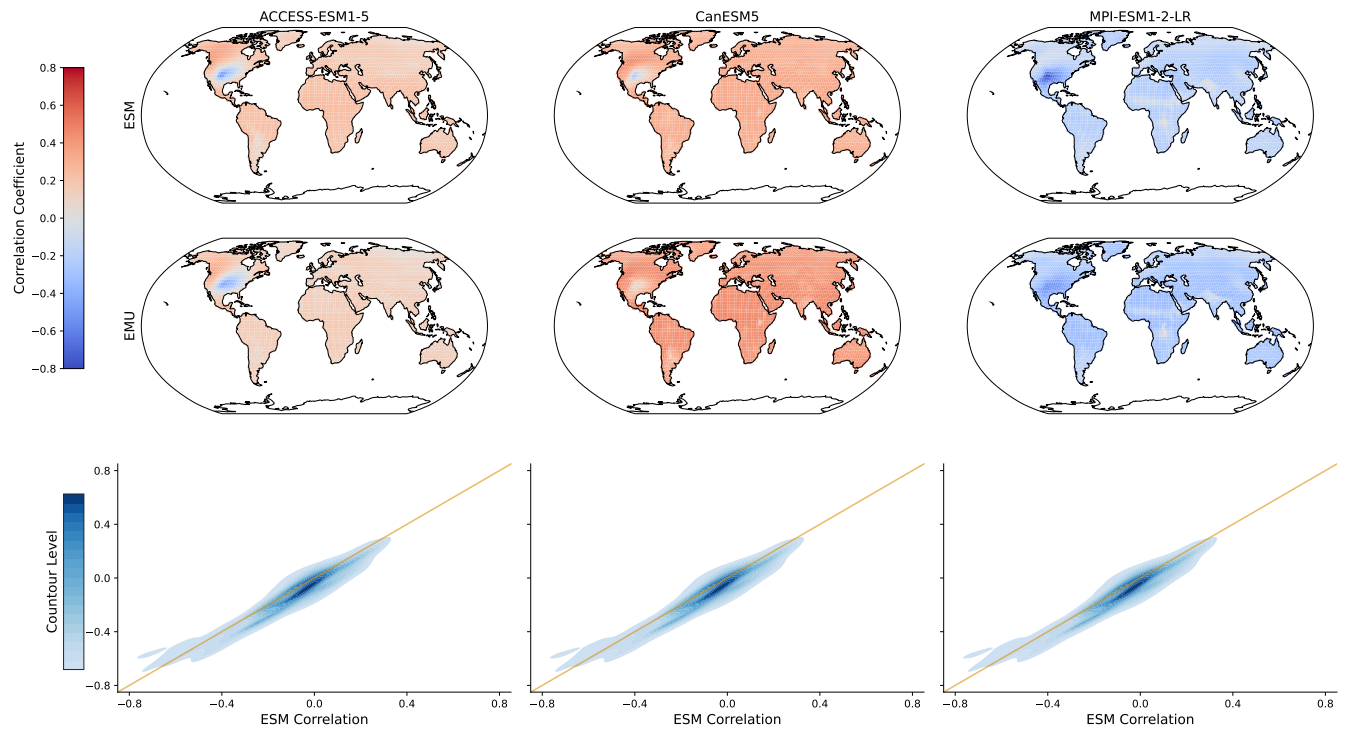 ACCESS-ESM1-5
CanESM5
MPI-ESM1-2-LR
Correlation Coefficient
0.8
0.6
0.4
0.2
0.0
−0.2
−0.4
−0.6
−0.8
ESM
EMU
Countour Level
0.8
0.4
0.0
−0.4
−0.8
−0.8
−0.4
0.0
0.4
0.8
ESM Correlation
−0.8
−0.4
0.0
0.4
0.8
ESM Correlation
−0.8
−0.4
0.0
0.4
0.8
ESM Correlation